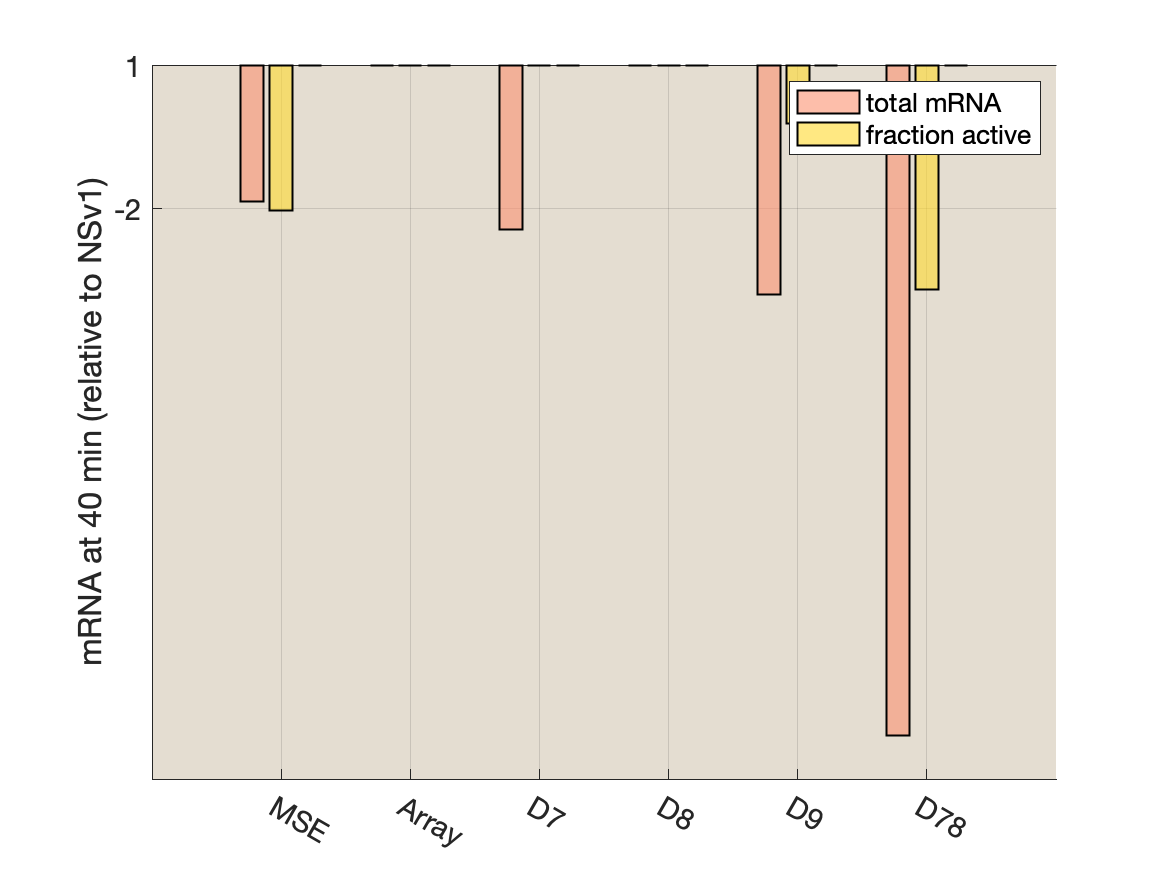 1
-2
mRNA at 40 min (relative to NSv1)
total mRNA
fraction active
MSE
Array
D7
D8
D9
D78